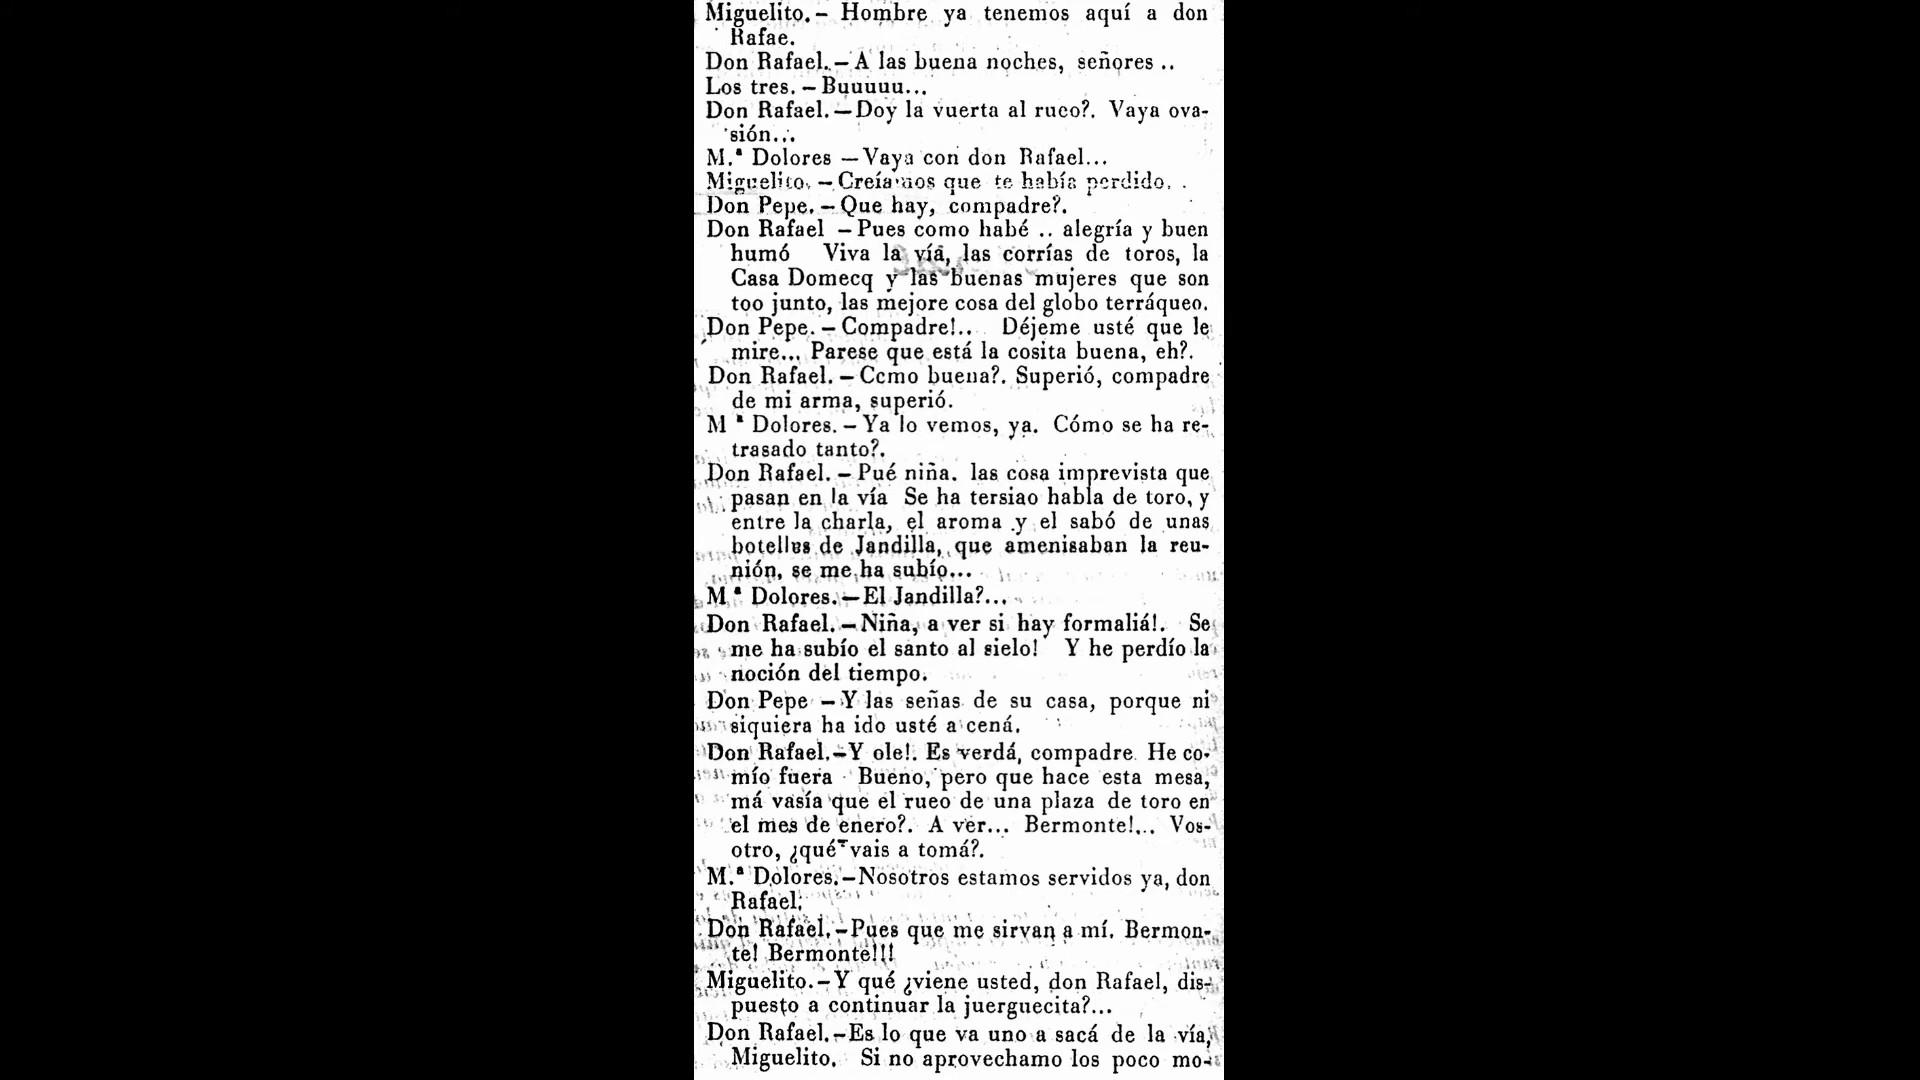 Miguelito.— Hombre ya tenemos aquí a don
Rafae.
Don Rafael.—A las buena noches, señores ..
Los tres. — Buuuuu...
Don Rafael.—Doy la vuerta al rueo?. Vaya ova-
sión...
M.ª Dolores —Vaya con don Rafael...
Miguelito. — Creíamos que te había perdido. .
Don Pepe. — Que hay, compadre?.
Don Rafael —Pues como habé .. alegría y buen
humó Viva la vía, las corrías de toros, la
Casa Domecq y las buenas mujeres que son
too junto, las mejore cosa del globo terráqueo.
Don Pepe. — Compadre!.. Déjeme usté que le
mire... Parese que está la cosita buena, eh?.
Don Rafael. — Ccmo buena?. Superió, compadre
de mi arma, superió.
M ª Dolores. — Ya lo vemos, ya. Cómo se ha re-
trasado tanto?.
Don Rafael. — Pué niña. las cosa imprevista que
pasan en la vía Se ha tersiao habla de toro, y
entre la charla, el aroma y el sabó de unas
botellas de Jandilla, que amenisaban la reu-
nión, se me ha subío...
M ª Dolores.—El Jandilla?...
Don Rafael. — Niña, a ver si hay formaliá!. Se
me ha subío el santo al sielo! Y he perdío la
noción del tiempo.
Don Pepe — Y las señas de su casa, porque ni
siquiera ha ido usté a cená.
Don Rafael.—Y ole!. Es verdá, compadre. He co-
mío fuera Bueno, pero que hace esta mesa,
má vasía que el rueo de una plaza de toro en
el mes de enero?. A ver... Bermonte!... Vos-
otro, ¿qué vais a tomá?.
M.ª Dolores.—Nosotros estamos servidos ya, don
Rafael.
Don Rafael.—Pues que me sirvan a mí. Bermon-
te! Bermonte!!!
Miguelito.—Y qué ¿viene usted, don Rafael, dis-
puesto a continuar la juerguecita?...
Don Rafael.—Es lo que va uno a sacá de la vía,
Miguelito. Si no aprovechamo los poco mo-